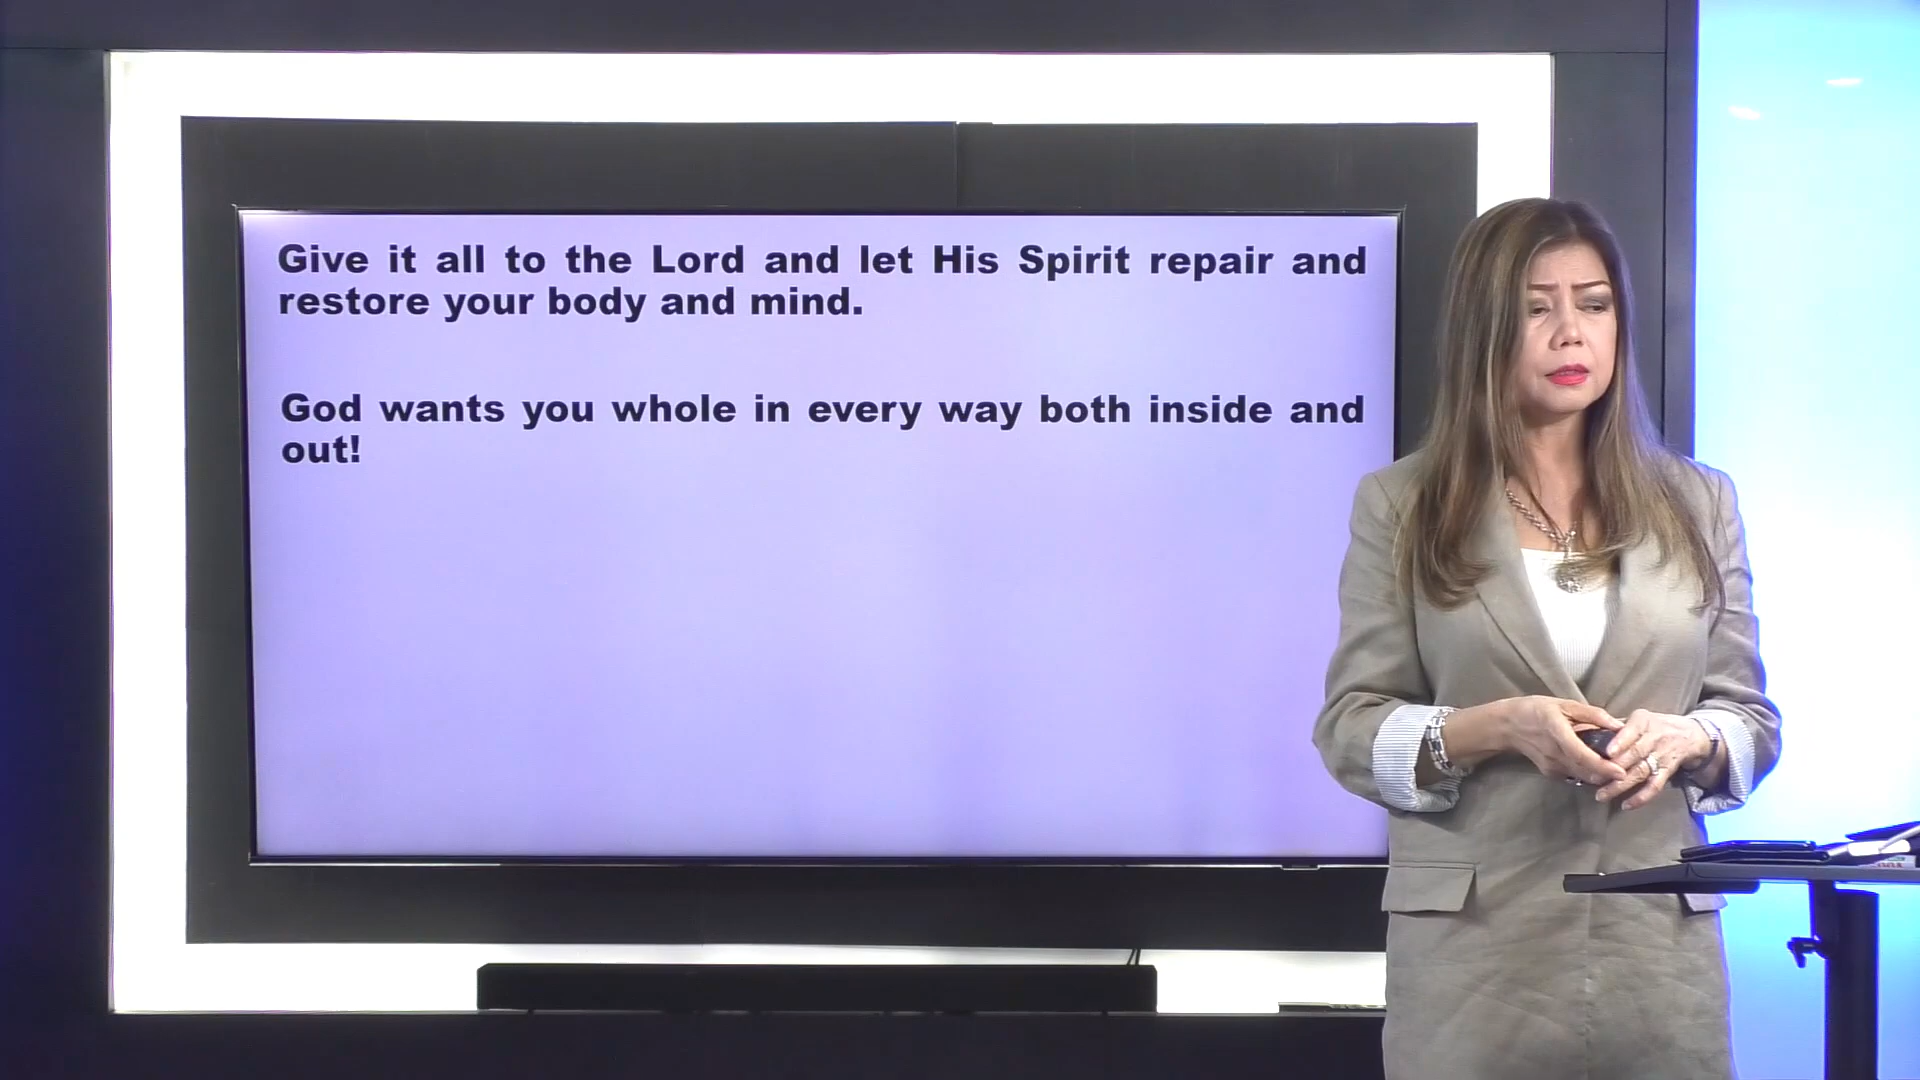 Give it all to the Lord and let His Spirit repair and
restore your body and mind.
God wants you whole in every way both inside and
out!